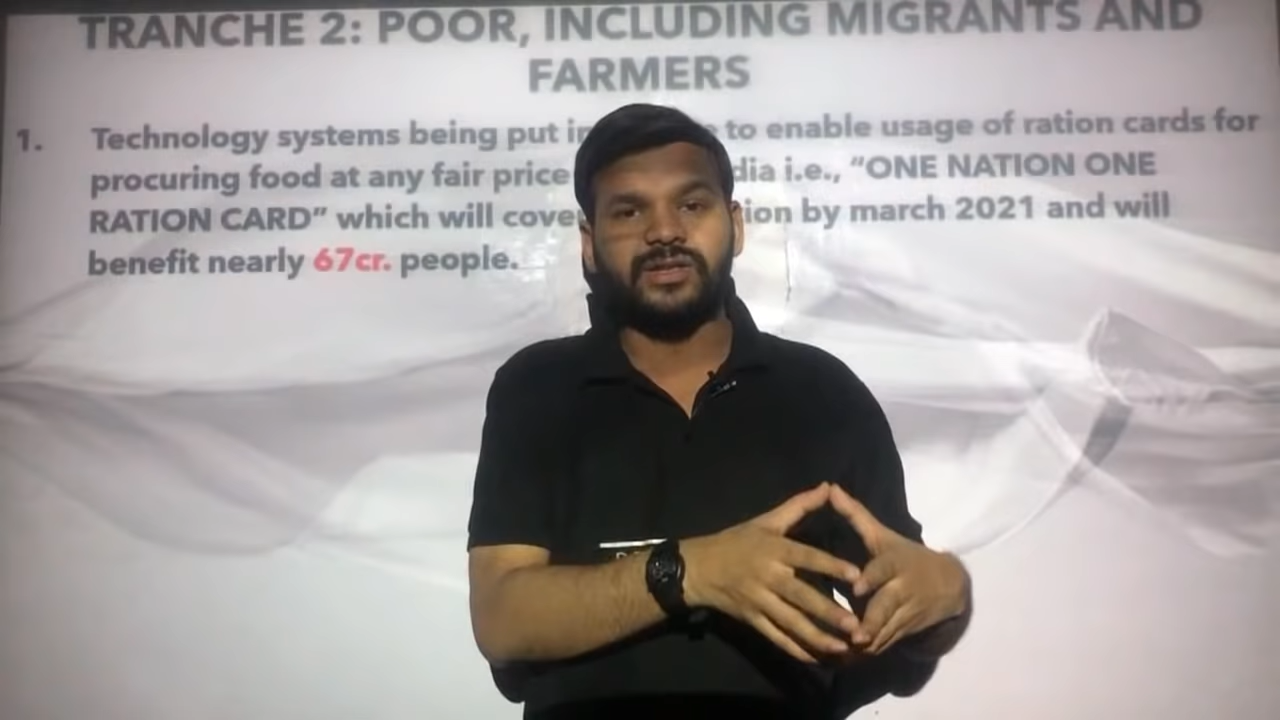 TRANCHE 2: POOR, INCLUDING MIGRANTS AND
FARMERS
1. Technology systems being put to enable usage of ration cards for
procuring food at any fair price i.e., “ONE NATION ONE
RATION CARD” which will by march 2021 and will
benefit nearly 67cr. people.